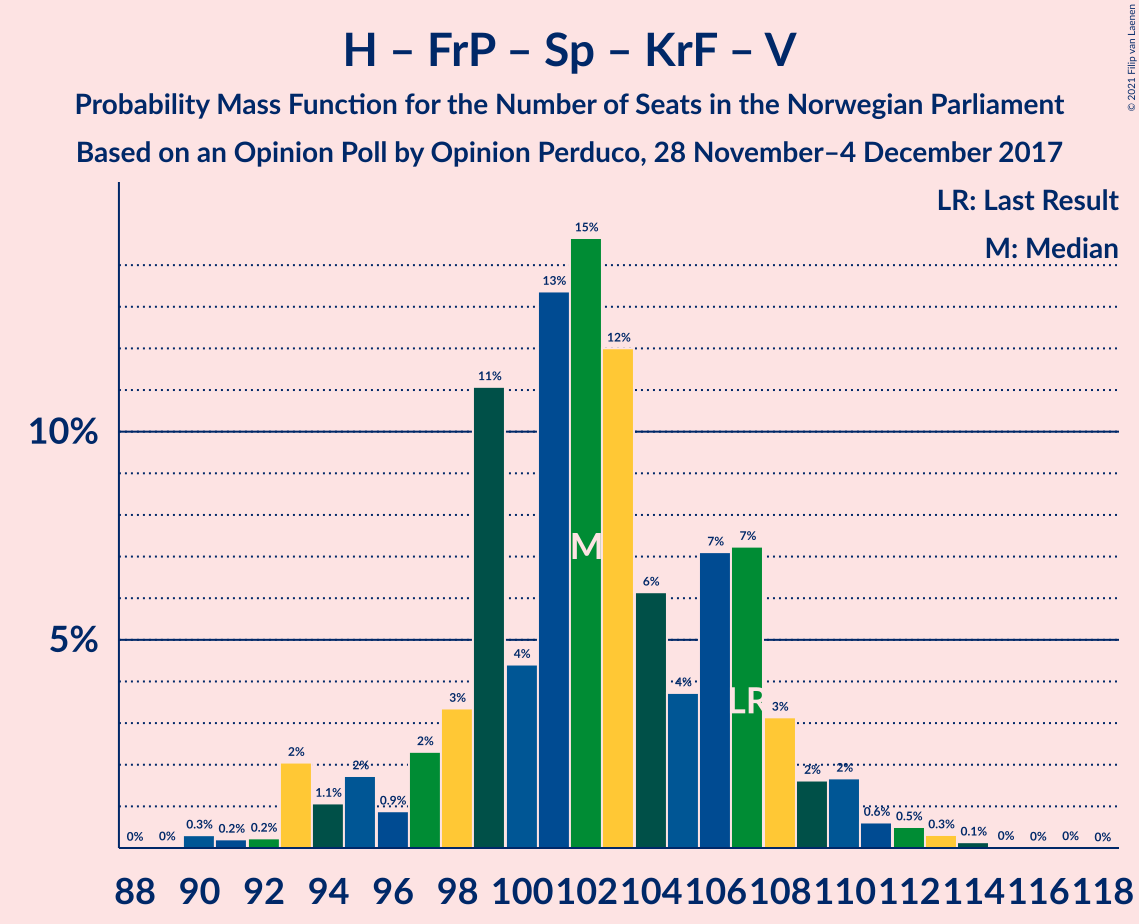 H – FrP – Sp – KrF – V
Probability Mass Function for the Number of Seats in the Norwegian Parliament
Based on an Opinion Poll by Opinion Perduco, 28 November–4 December 2017
© 2021 Filip van Laenen
LR: Last Result
M: Median
10%
5%
0% 0% 0.3% 0.2% 0.2% 2% 1.1% 2% 0.9% 2% 3% 11% 4% 13% 15% 12% 6% 4% 7% 7% 3% 2% 2% 0.6% 0.5% 0.3% 0.1% 0% 0% 0% 0%
M
LR
88 90 92 94 96 98 100 102 104 106 108 110 112 114 116 118